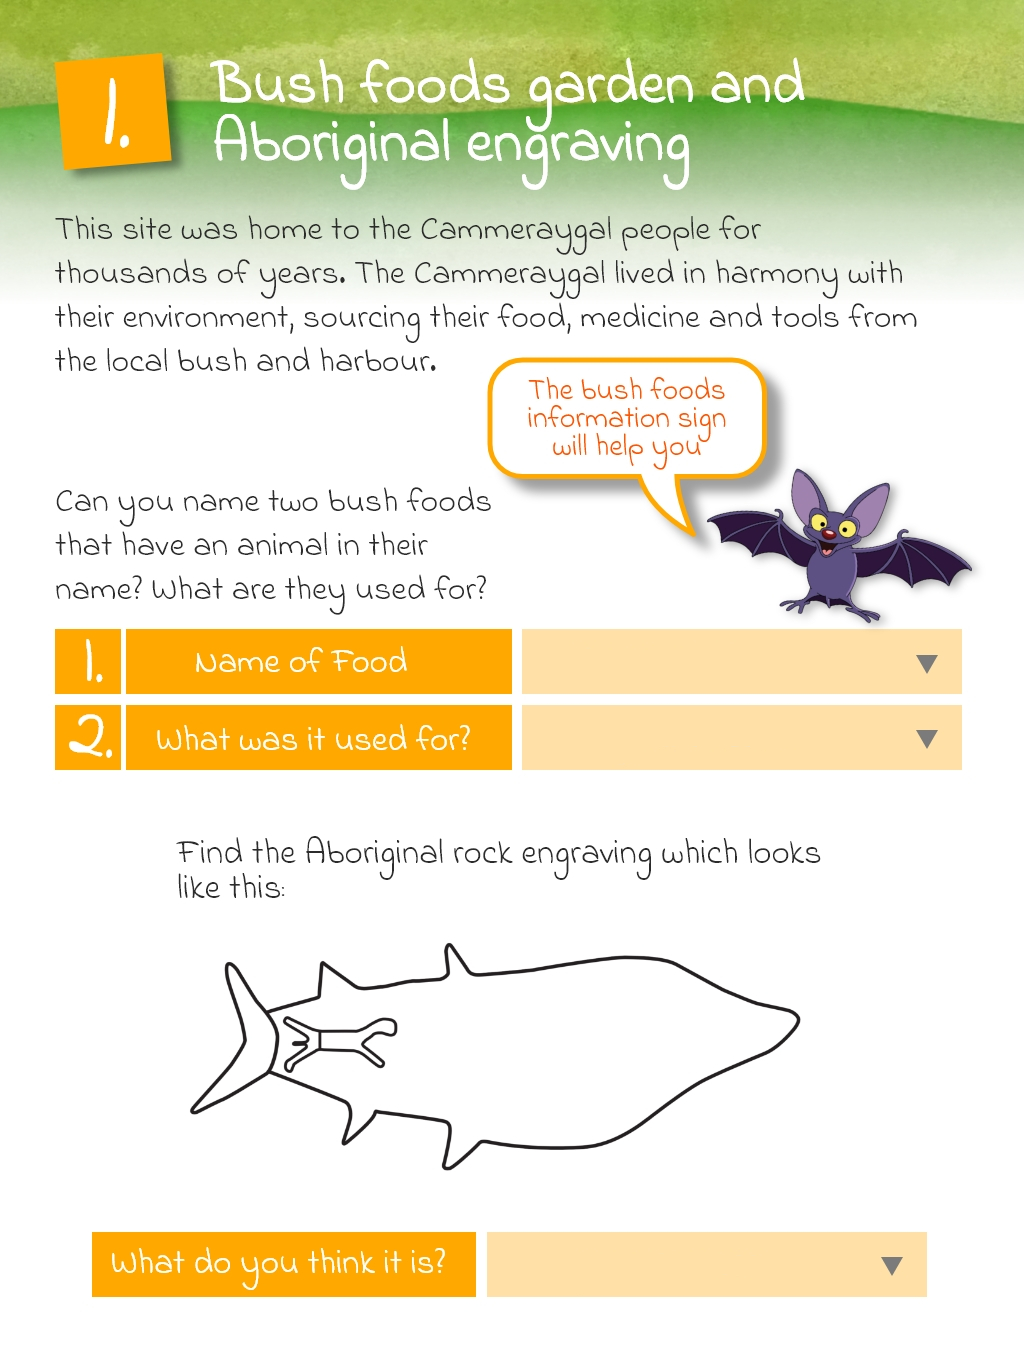 1.
Bush foods garden and
Aboriginal engraving
This site was home to the Cammeraygal people for
thousands of years. The Cammeraygal lived in harmony with
their environment, sourcing their food, medicine and tools from
the local bush and harbour.
The bush foods
information sign
will help you
Can you name two bush foods
that have an animal in their
name? What are they used for?
1. Name of Food
2. What was it used for?
Find the Aboriginal rock engraving which looks
like this:
What do you think it is?